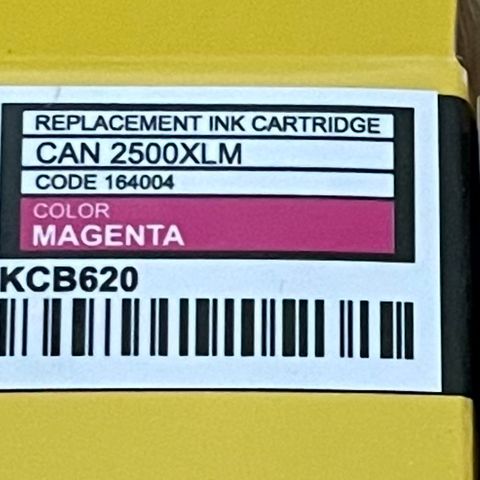 REPLACEMENT INK CARTRIDGE
CAN 2500XLM
CODE 164004
COLOR
MAGENTA
KCB620